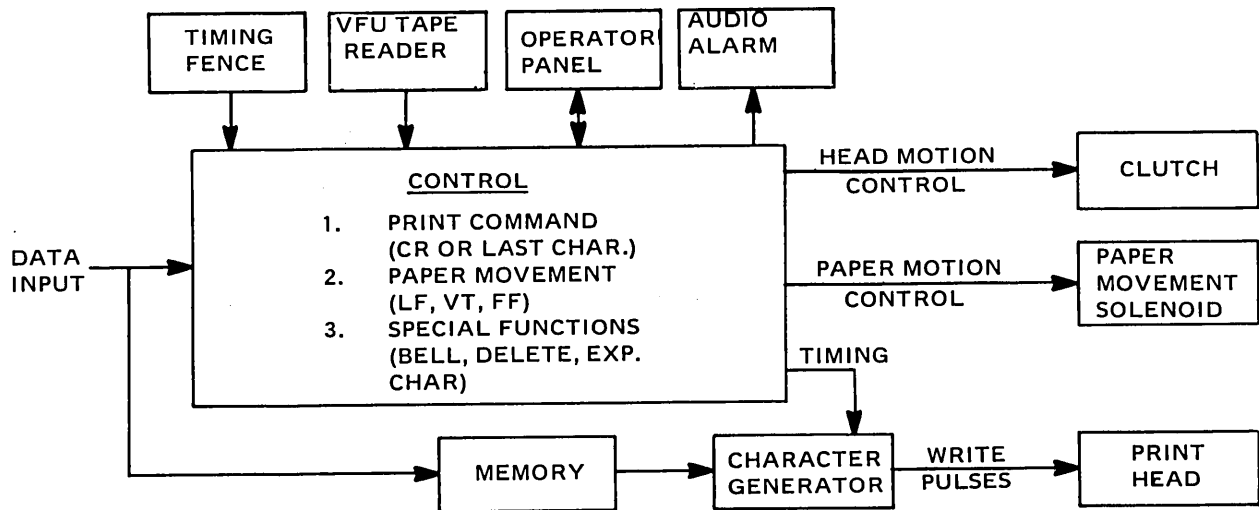 TIMING
FENCE
VFU TAPE
READER
OPERATOR
PANEL
AUDIO
ALARM
CONTROL
1. PRINT COMMAND
(CR OR LAST CHAR.)
2. PAPER MOVEMENT
(LF, VT, FF)
3. SPECIAL FUNCTIONS
(BELL, DELETE, EXP.
CHAR)
DATA
INPUT
HEAD MOTION
CONTROL
CLUTCH
PAPER MOTION
CONTROL
PAPER
MOVEMENT
SOLENOID
TIMING
MEMORY
CHARACTER
GENERATOR
WRITE
PULSES
PRINT
HEAD